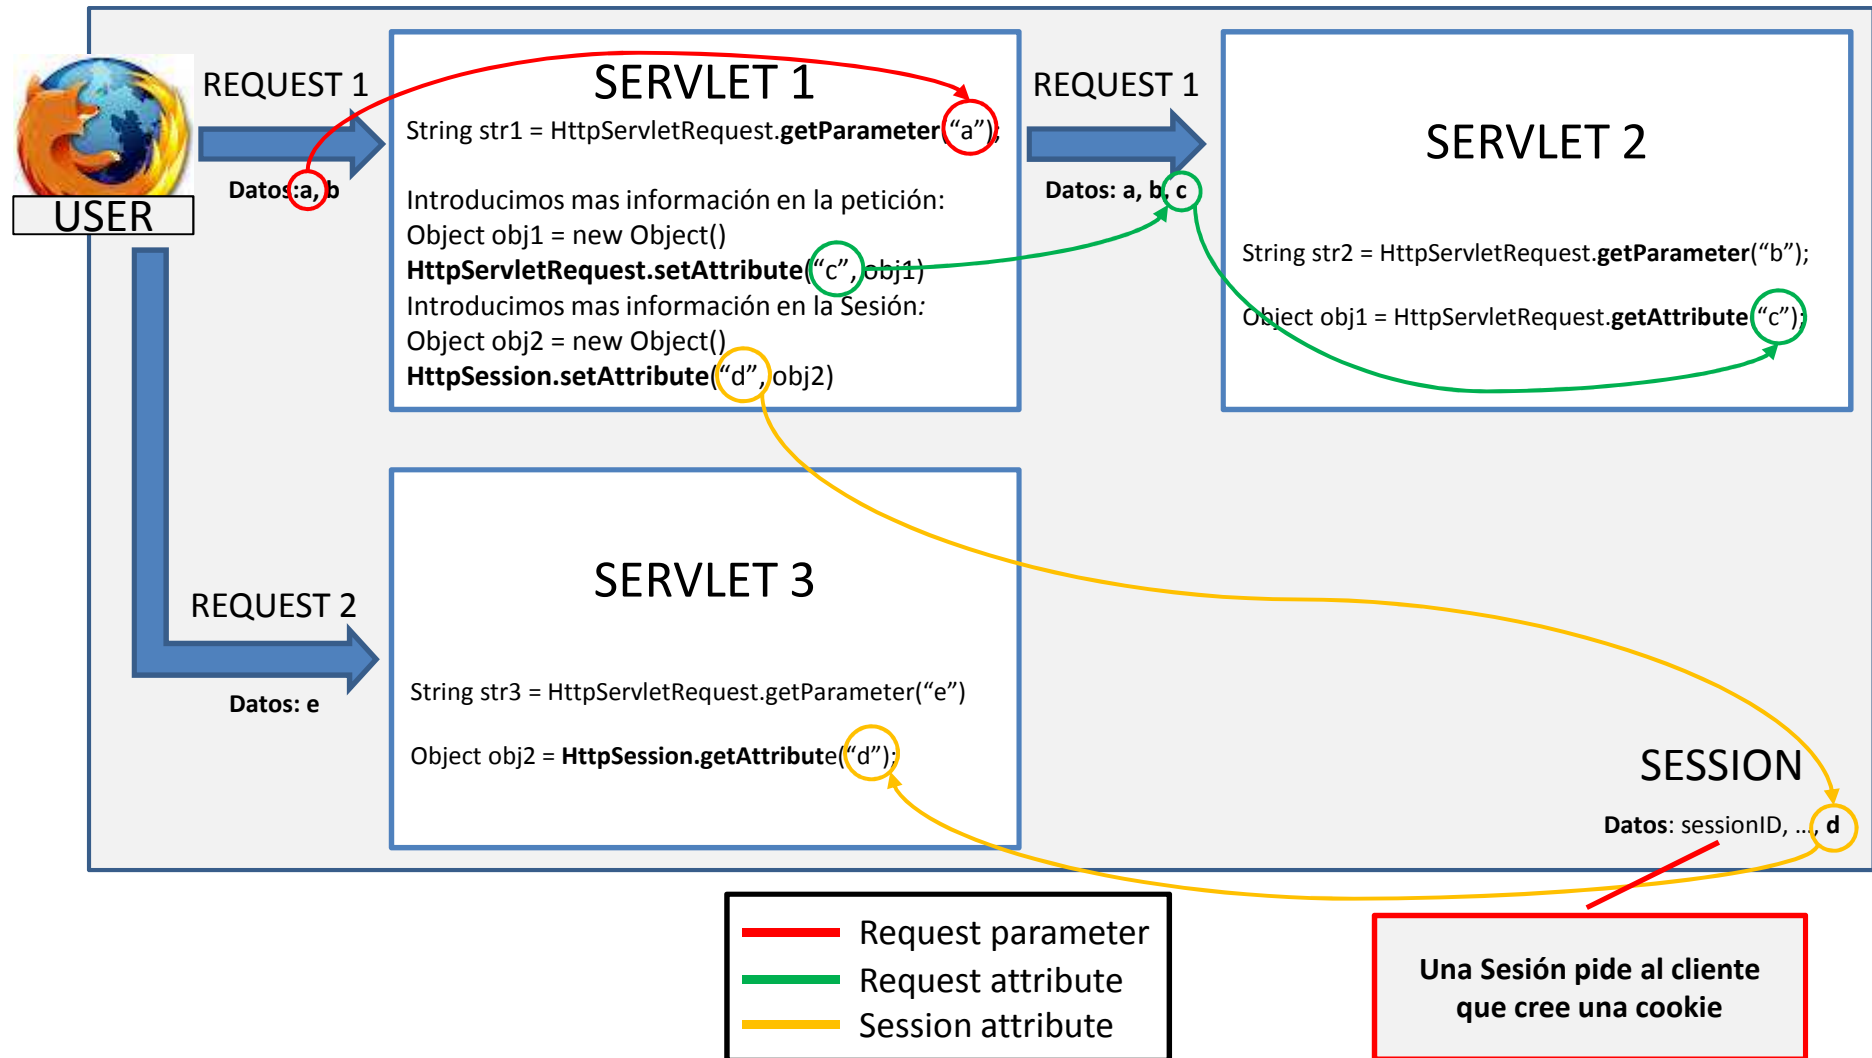 USER
REQUEST 1
Datos:a, b
SERVLET 1
String str1 = HttpServletRequest.getParameter(“a”);
Introducimos mas información en la petición:
Object obj1 = new Object()
HttpServletRequest.setAttribute(“c”, obj1)
Introducimos mas información en la Sesión:
Object obj2 = new Object()
HttpSession.setAttribute(“d”, obj2)
REQUEST 1
Datos: a, b, c
SERVLET 2
String str2 = HttpServletRequest.getParameter(“b”);
Object obj1 = HttpServletRequest.getAttribute(“c”);
REQUEST 2
Datos: e
SERVLET 3
String str3 = HttpServletRequest.getParameter(“e”)
Object obj2 = HttpSession.getAttribute(“d”);
SESSION
Datos: sessionID, …, d
Request parameter
Request attribute
Session attribute
Una Sesión pide al cliente
que cree una cookie